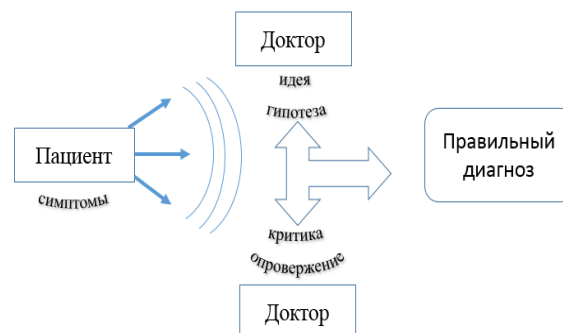 Доктор
идея
гипотеза
Пациент
симптомы
Правильный
диагноз
критика
опровержение
Доктор